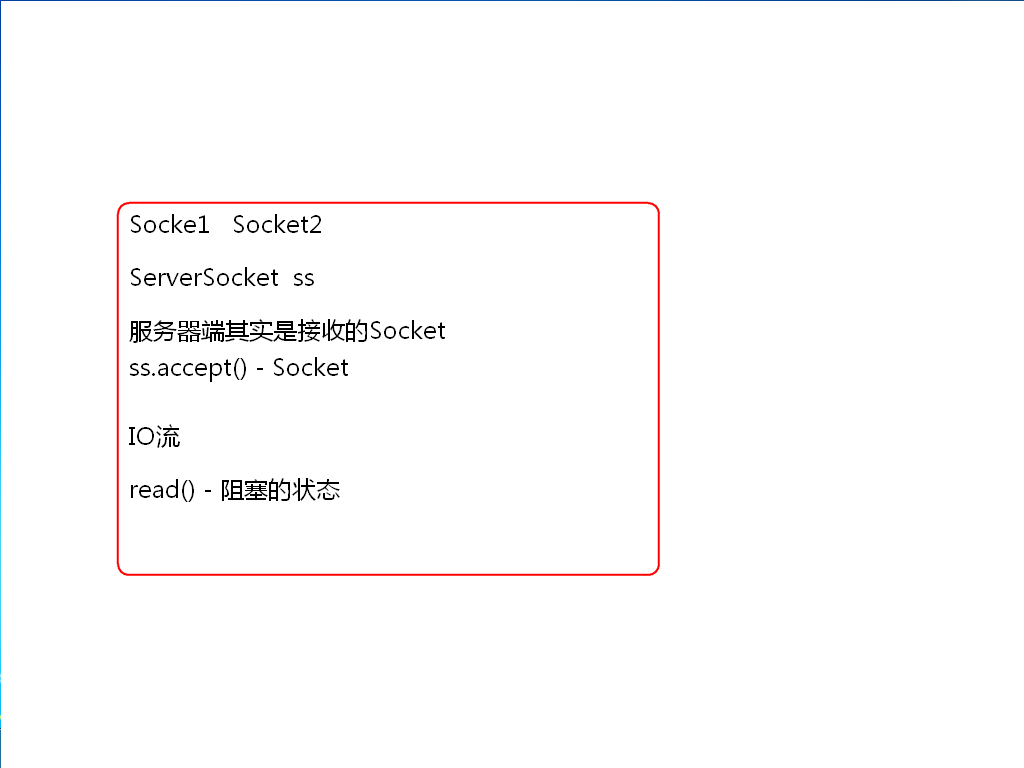 Socke1 Socket2
ServerSocket ss
服务器端其实是接收的Socket
ss.accept() - Socket
IO流
read() - 阻塞的状态